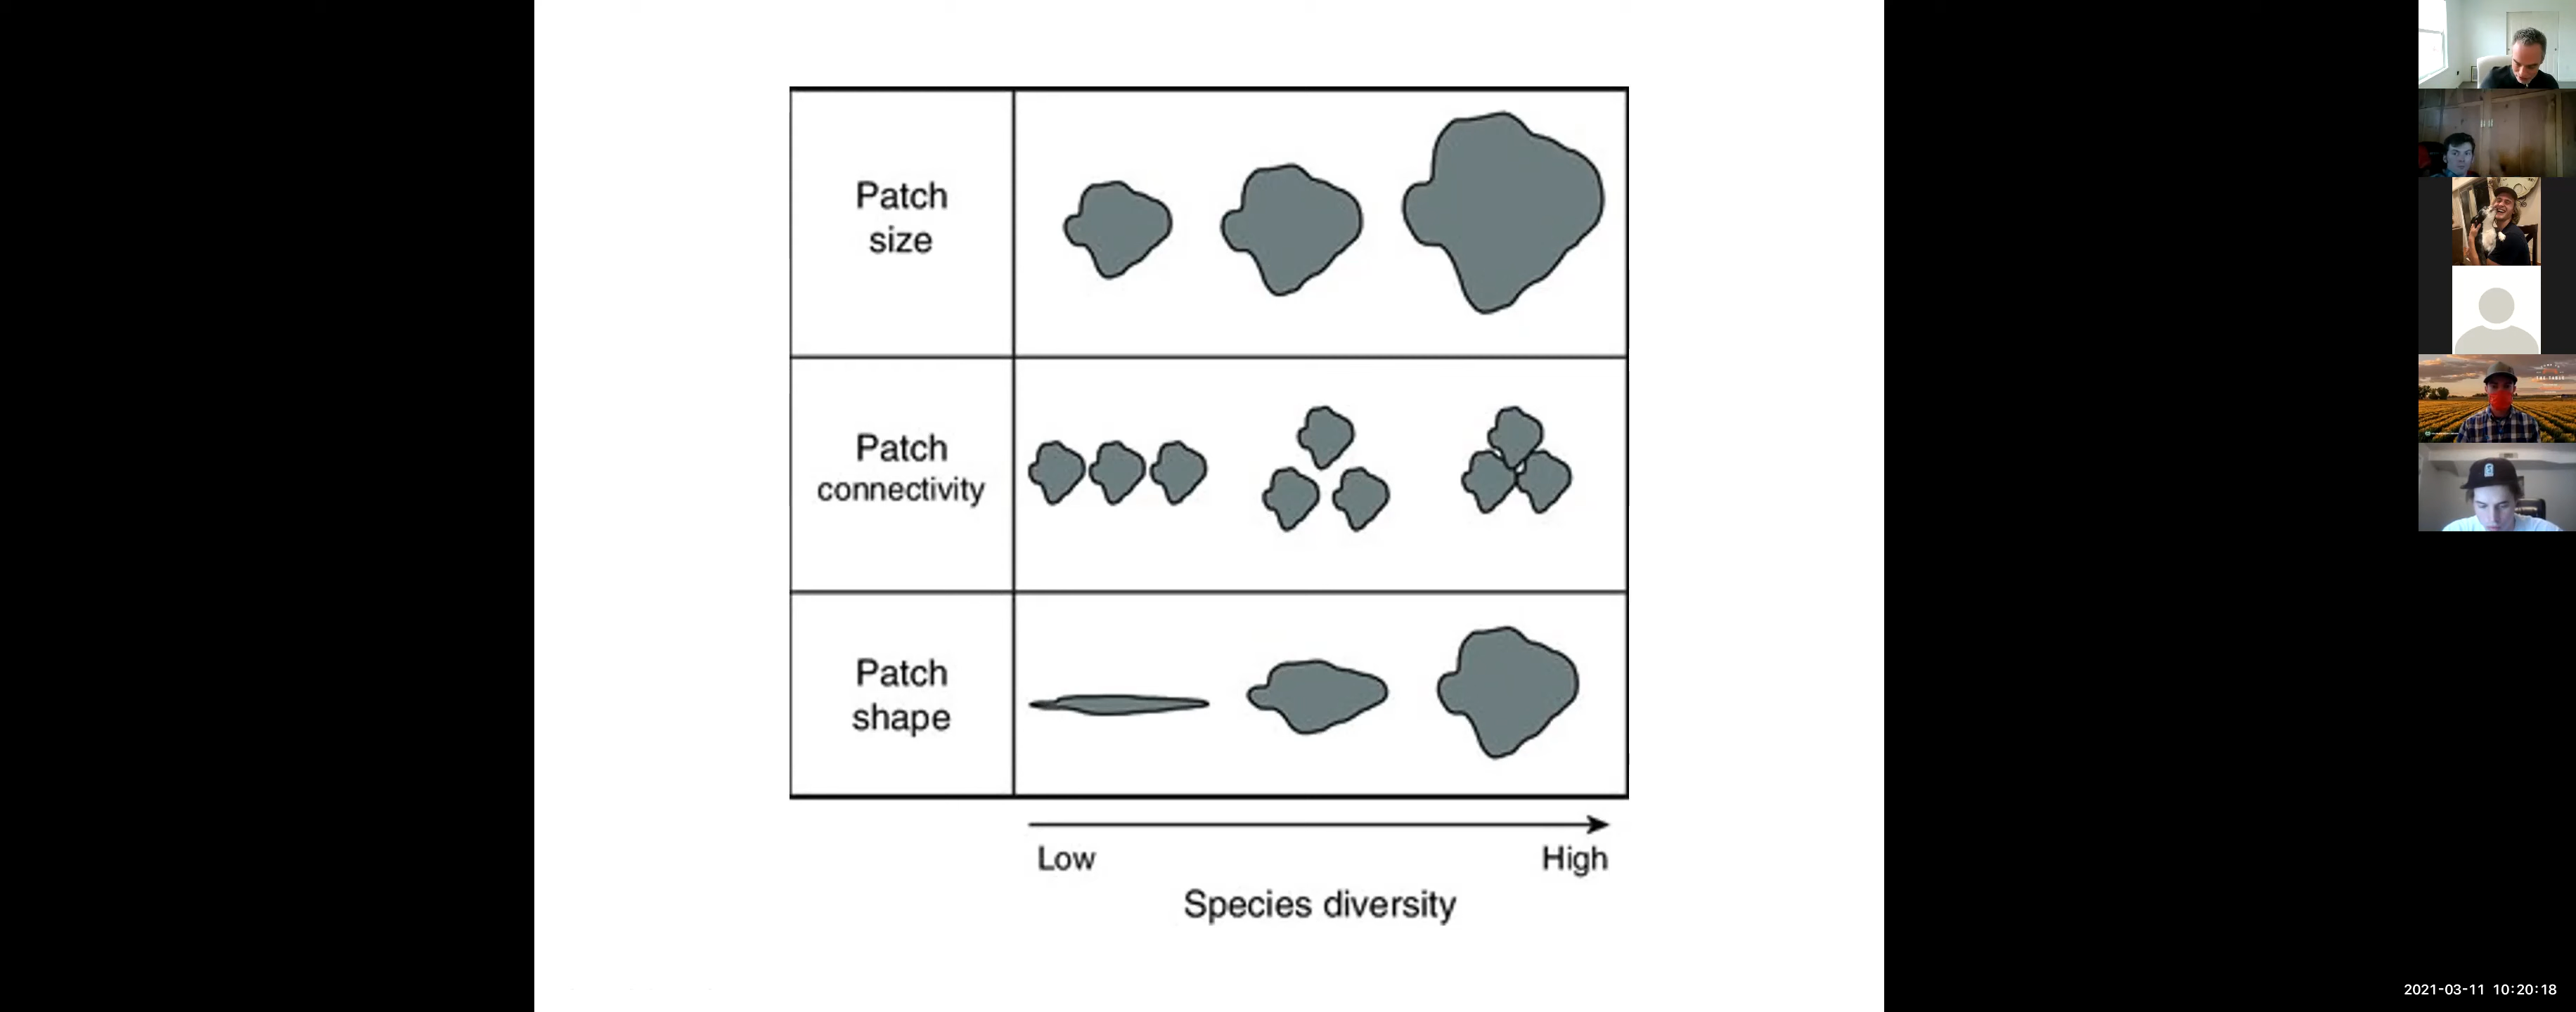 Patch
size
Patch
connectivity
Patch
shape
Low
High
Species diversity
2021-03-11 10:20:18